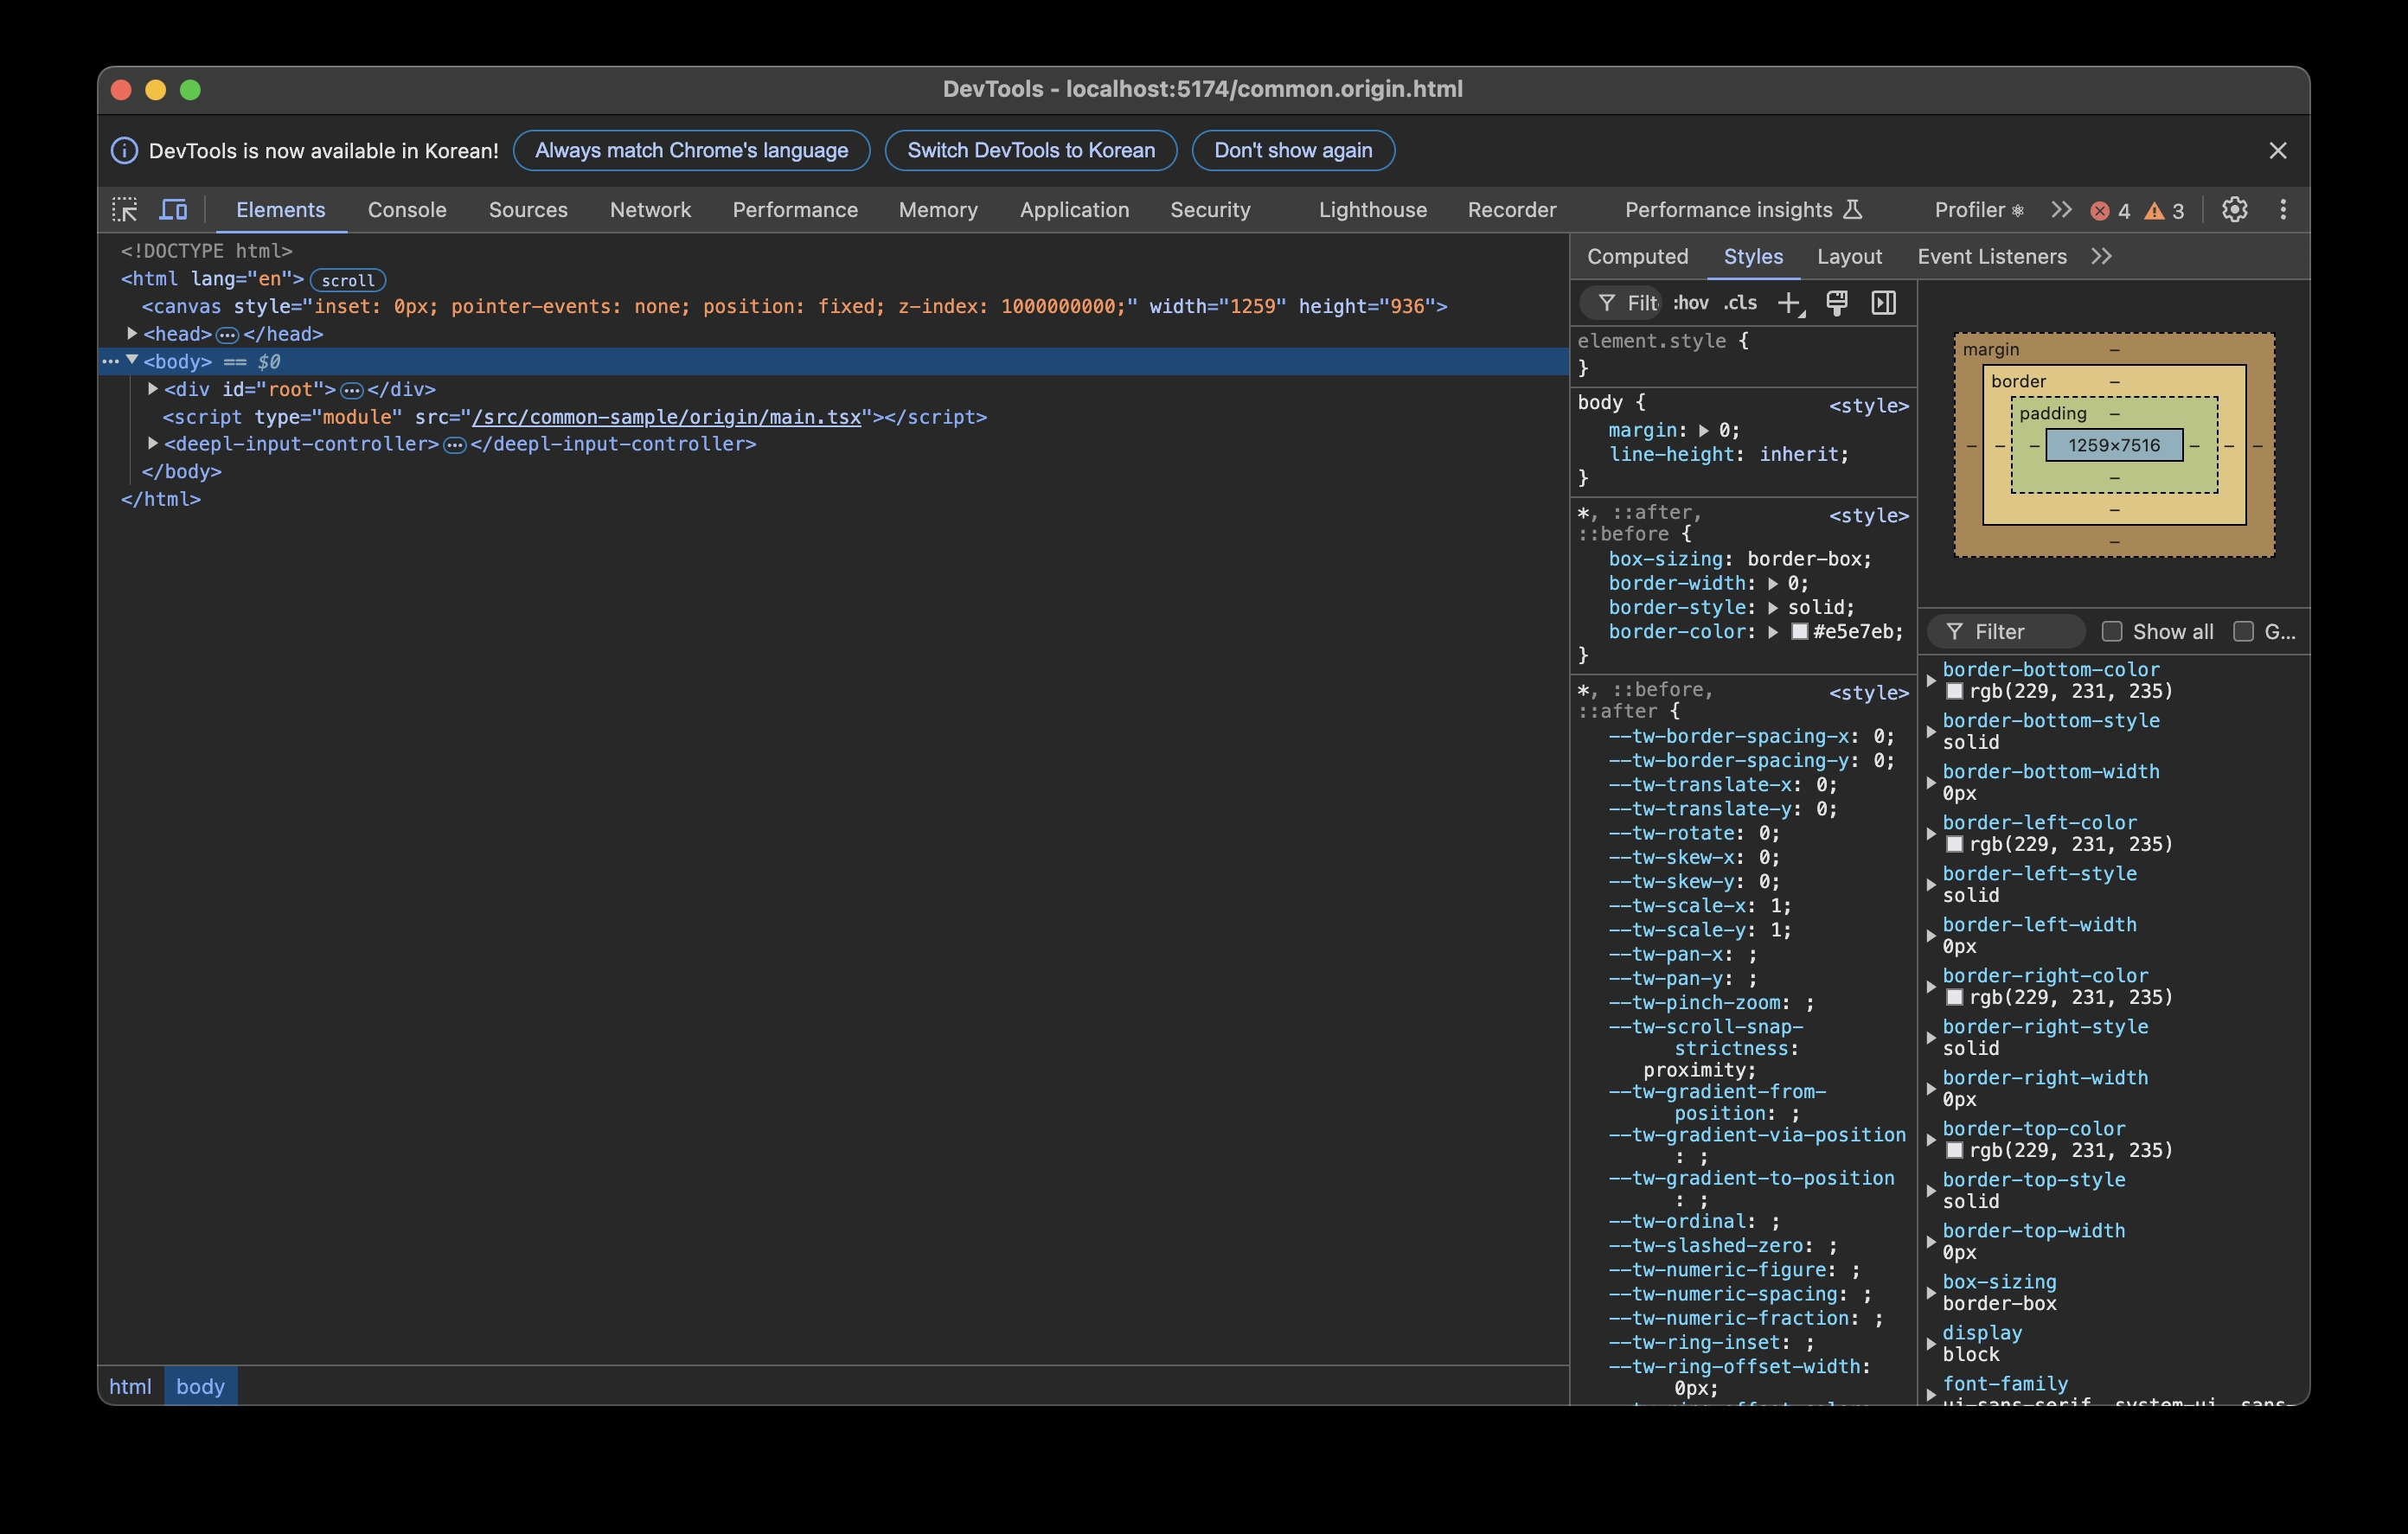 DevTools - localhost:5174/common.origin.html
DevTools is now available in Korean! Always match Chrome's language Switch DevTools to Korean Don't show again
Elements Console Sources Network Performance Memory Application Security Lighthouse Recorder Performance insights Profiler 4 3
<!DOCTYPE html>
<html lang="en"> scroll
<canvas style="inset: 0px; pointer-events: none; position: fixed; z-index: 1000000000;" width="1259" height="936">
<head>…</head>
… <body> == $0
<div id="root">…</div>
<script type="module" src="/src/common-sample/origin/main.tsx"></script>
<deepl-input-controller>…</deepl-input-controller>
</body>
</html>
html body
Computed Styles Layout Event Listeners
Filt :hov .cls
element.style {
}
body { <style>
margin: 0;
line-height: inherit;
}
*, ::after, <style>
::before {
box-sizing: border-box;
border-width: 0;
border-style: solid;
border-color: #e5e7eb;
}
*, ::before, <style>
::after {
--tw-border-spacing-x: 0;
--tw-border-spacing-y: 0;
--tw-translate-x: 0;
--tw-translate-y: 0;
--tw-rotate: 0;
--tw-skew-x: 0;
--tw-skew-y: 0;
--tw-scale-x: 1;
--tw-scale-y: 1;
--tw-pan-x: ;
--tw-pan-y: ;
--tw-pinch-zoom: ;
--tw-scroll-snap-
strictness:
proximity;
--tw-gradient-from-
position: ;
--tw-gradient-via-position
: ;
--tw-gradient-to-position
: ;
--tw-ordinal: ;
--tw-slashed-zero: ;
--tw-numeric-figure: ;
--tw-numeric-spacing: ;
--tw-numeric-fraction: ;
--tw-ring-inset: ;
--tw-ring-offset-width:
0px;
margin –
border –
padding –
– – – 1259×7516 – – –
–
–
–
Filter Show all G...
border-bottom-color
rgb(229, 231, 235)
border-bottom-style
solid
border-bottom-width
0px
border-left-color
rgb(229, 231, 235)
border-left-style
solid
border-left-width
0px
border-right-color
rgb(229, 231, 235)
border-right-style
solid
border-right-width
0px
border-top-color
rgb(229, 231, 235)
border-top-style
solid
border-top-width
0px
box-sizing
border-box
display
block
font-family
ui-sans-serif, system-ui, sans-